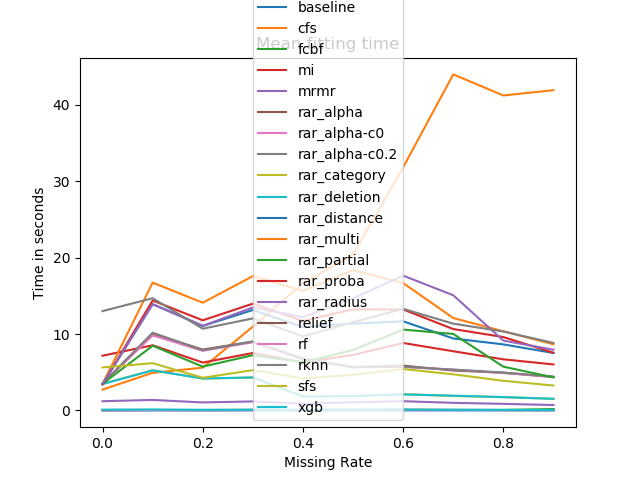 baseline
cfs
Mean fitting time
fcbf
mi
mrmr
rar_alpha
rar_alpha-c0
rar_alpha-c0.2
rar_category
rar_deletion
rar_distance
rar_multi
rar_partial
rar_proba
rar_radius
relief
rf
rknn
sfs
xgb
40
30
20
10
0
Time in seconds
0.0 0.2 0.4 0.6 0.8
Missing Rate